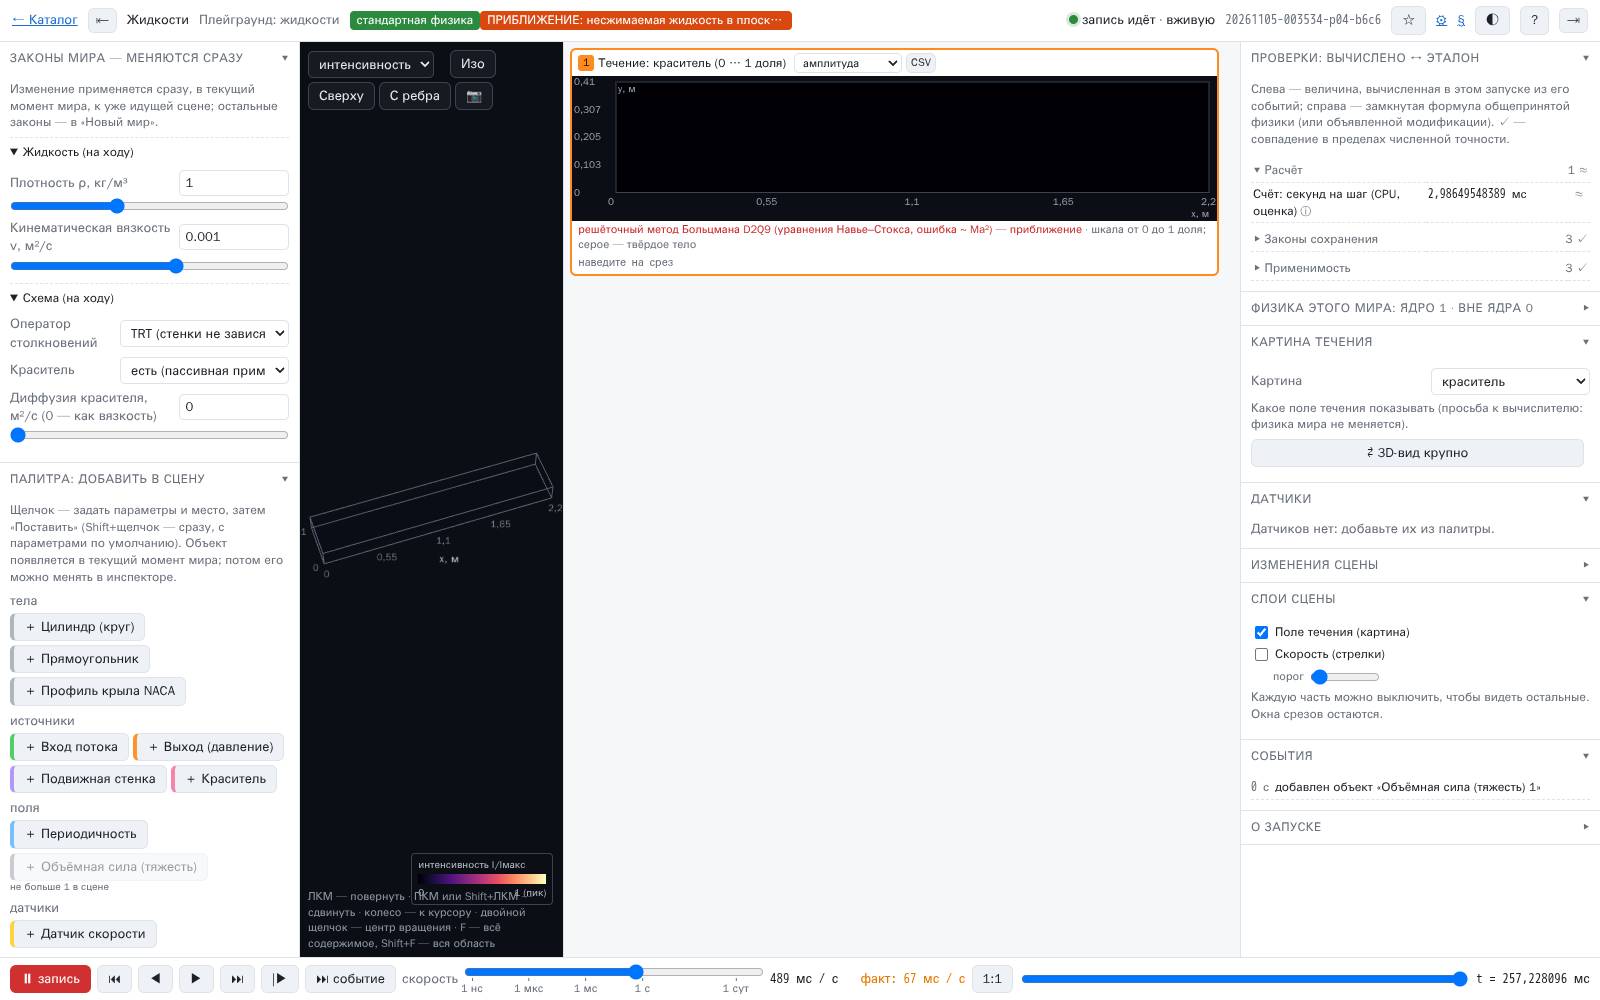 ← Каталог
⇤
Жидкости
Плейграунд: жидкости
стандартная физика
ПРИБЛИЖЕНИЕ: несжимаемая жидкость в плоск···
запись идёт · вживую
20261105-003534-p04-b6c6
☆
⚙
§
?
⇥
ЗАКОНЫ МИРА — МЕНЯЮТСЯ СРАЗУ
Изменение применяется сразу, в текущий
момент мира, к уже идущей сцене; остальные
законы — в «Новый мир».
Жидкость (на ходу)
Плотность ρ, кг/м³
1
Кинематическая вязкость
ν, м²/с
0.001
Схема (на ходу)
Оператор
столкновений
TRT (стенки не завися
Краситель
есть (пассивная прим
Диффузия красителя,
м²/с (0 — как вязкость)
0
ПАЛИТРА: ДОБАВИТЬ В СЦЕНУ
Щелчок — задать параметры и место, затем
«Поставить» (Shift+щелчок — сразу, с
параметрами по умолчанию). Объект
появляется в текущий момент мира; потом его
можно менять в инспекторе.
тела
+ Цилиндр (круг)
+ Прямоугольник
+ Профиль крыла NACA
источники
+ Вход потока
+ Выход (давление)
+ Подвижная стенка
+ Краситель
поля
+ Периодичность
+ Объёмная сила (тяжесть)
не больше 1 в сцене
датчики
+ Датчик скорости
интенсивность
Изо
Сверху
С ребра
1
0
0
0,55
1,1
1,65
2,2
x, м
интенсивность I/Iмакс
0
1 (пик)
ЛКМ — повернуть · ПКМ или Shift+ЛКМ —
сдвинуть · колесо — к курсору · двойной
щелчок — центр вращения · F — всё
содержимое, Shift+F — вся область
1 Течение: краситель (0 ··· 1 доля)
амплитуда
CSV
0,41
y, м
0,307
0,205
0,103
0
0
0,55
1,1
1,65
2,2
x, м
решёточный метод Больцмана D2Q9 (уравнения Навье—Стокса, ошибка ~ Ma²) — приближение · шкала от 0 до 1 доля;
серое — твёрдое тело
наведите на срез
ПРОВЕРКИ: ВЫЧИСЛЕНО ↔ ЭТАЛОН
Слева — величина, вычисленная в этом запуске из его
событий; справа — замкнутая формула общепринятой
физики (или объявленной модификации). ✓ —
совпадение в пределах численной точности.
Расчёт
1 ≈
Счёт: секунд на шаг (CPU,
оценка) ⓘ
2,98649548389 мс
≈
Законы сохранения
3 ✓
Применимость
3 ✓
ФИЗИКА ЭТОГО МИРА: ЯДРО 1 · ВНЕ ЯДРА 0
КАРТИНА ТЕЧЕНИЯ
Картина
краситель
Какое поле течения показывать (просьба к вычислителю:
физика мира не меняется).
⇄ 3D-вид крупно
ДАТЧИКИ
Датчиков нет: добавьте их из палитры.
ИЗМЕНЕНИЯ СЦЕНЫ
СЛОИ СЦЕНЫ
Поле течения (картина)
Скорость (стрелки)
порог
Каждую часть можно выключить, чтобы видеть остальные.
Окна срезов остаются.
СОБЫТИЯ
0 с добавлен объект «Объёмная сила (тяжесть) 1»
О ЗАПУСКЕ
запись
событие
скорость
1 нс
1 мкс
1 мс
1 с
1 сут
489 мс / с
факт: 67 мс / с
1:1
t = 257,228096 мс